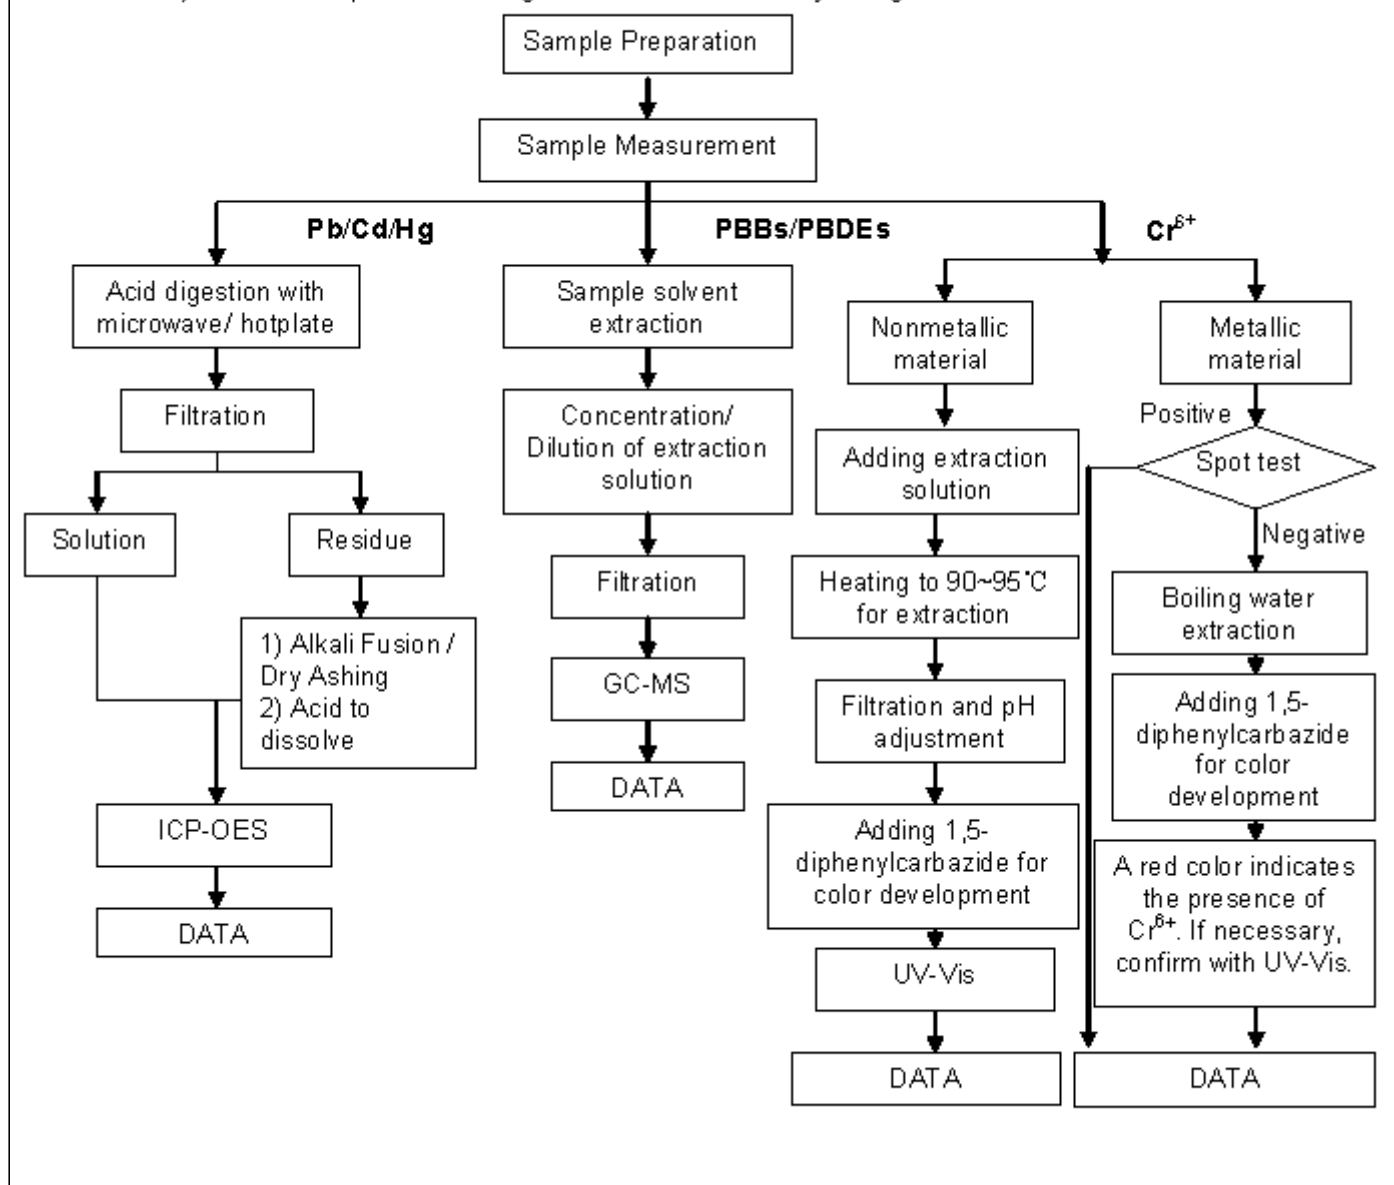 Sample Preparation
Sample Measurement
Pb/Cd/Hg
PBBs/PBDEs
Cr⁶⁺
Acid digestion with
microwave/ hotplate
Filtration
Solution
Residue
1) Alkali Fusion /
Dry Ashing
2) Acid to
dissolve
ICP-OES
DATA
Sample solvent
extraction
Concentration/
Dilution of extraction
solution
Filtration
GC-MS
DATA
Nonmetallic
material
Adding extraction
solution
Heating to 90~95℃
for extraction
Filtration and pH
adjustment
Adding 1,5-
diphenylcarbazide for
color development
UV-Vis
DATA
Metallic
material
Positive
Spot test
Negative
Boiling water
extraction
Adding 1,5-
diphenylcarbazide
for color
development
A red color indicates
the presence of
Cr⁶⁺. If necessary,
confirm with UV-Vis.
DATA